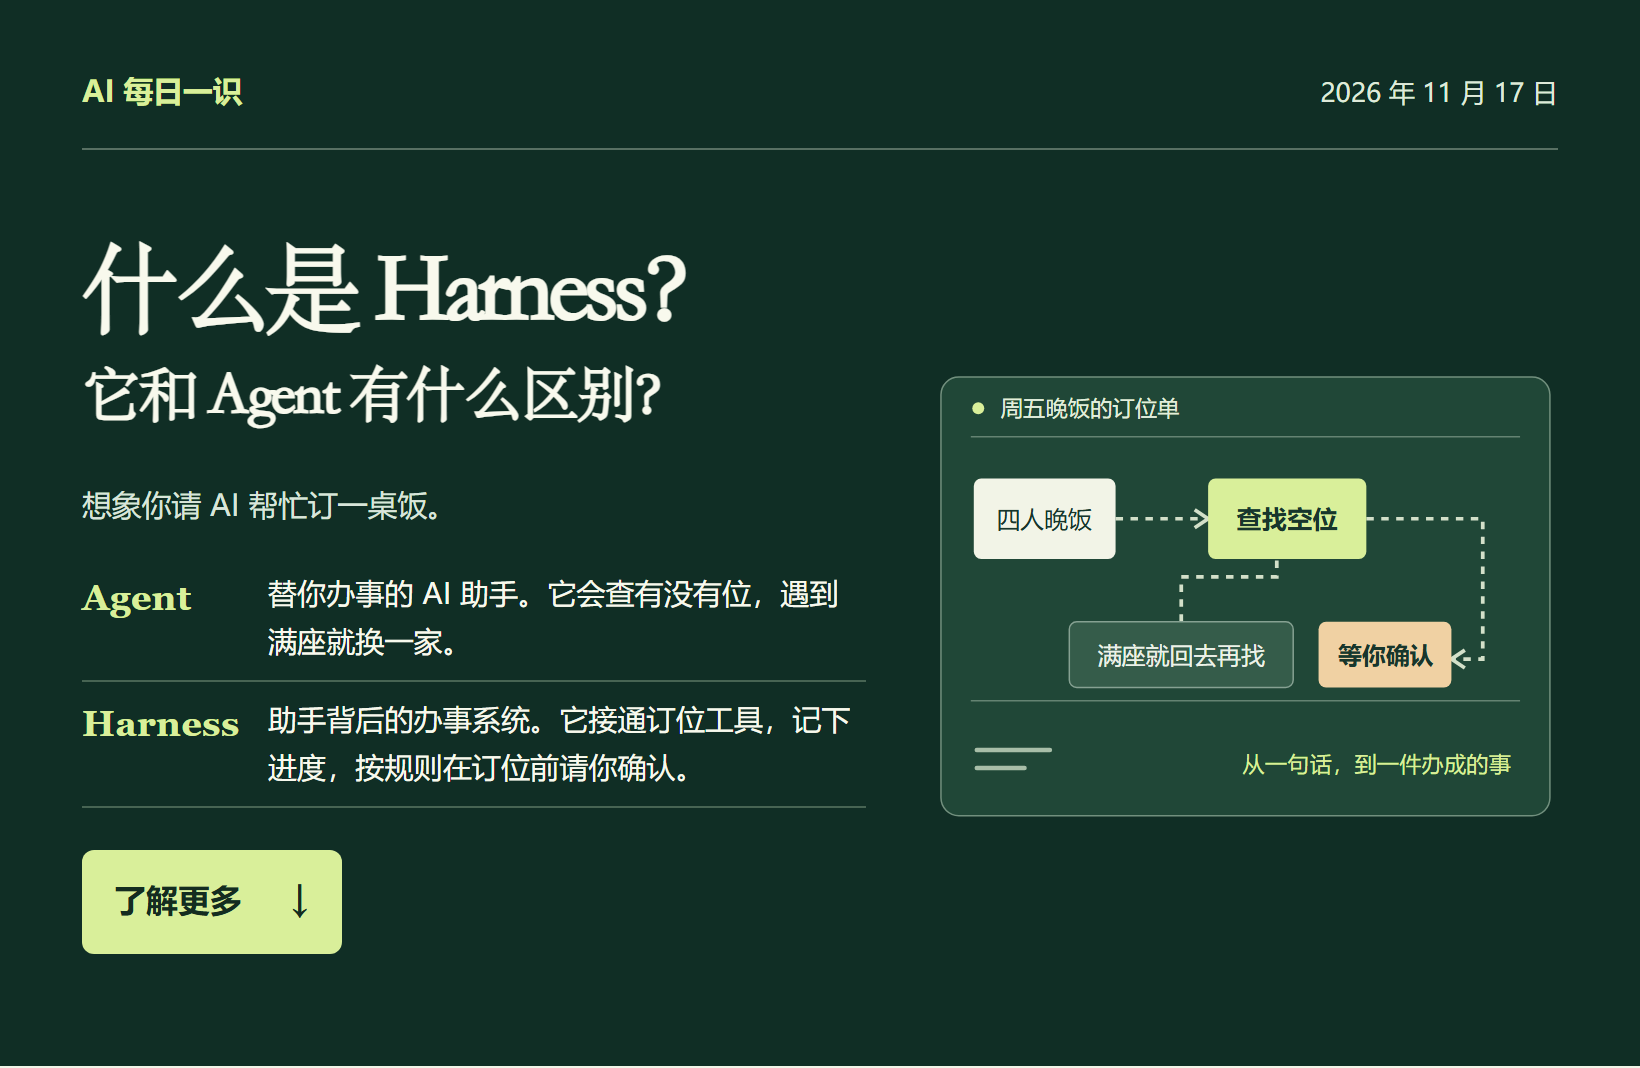 AI 每日一识
2026 年 11 月 17 日
什么是 Harness?
它和 Agent 有什么区别?
想象你请 AI 帮忙订一桌饭。
Agent
替你办事的 AI 助手。它会查有没有位，遇到
满座就换一家。
Harness
助手背后的办事系统。它接通订位工具，记下
进度，按规则在订位前请你确认。
了解更多 ↓
周五晚饭的订位单
四人晚饭
查找空位
满座就回去再找
等你确认
从一句话，到一件办成的事